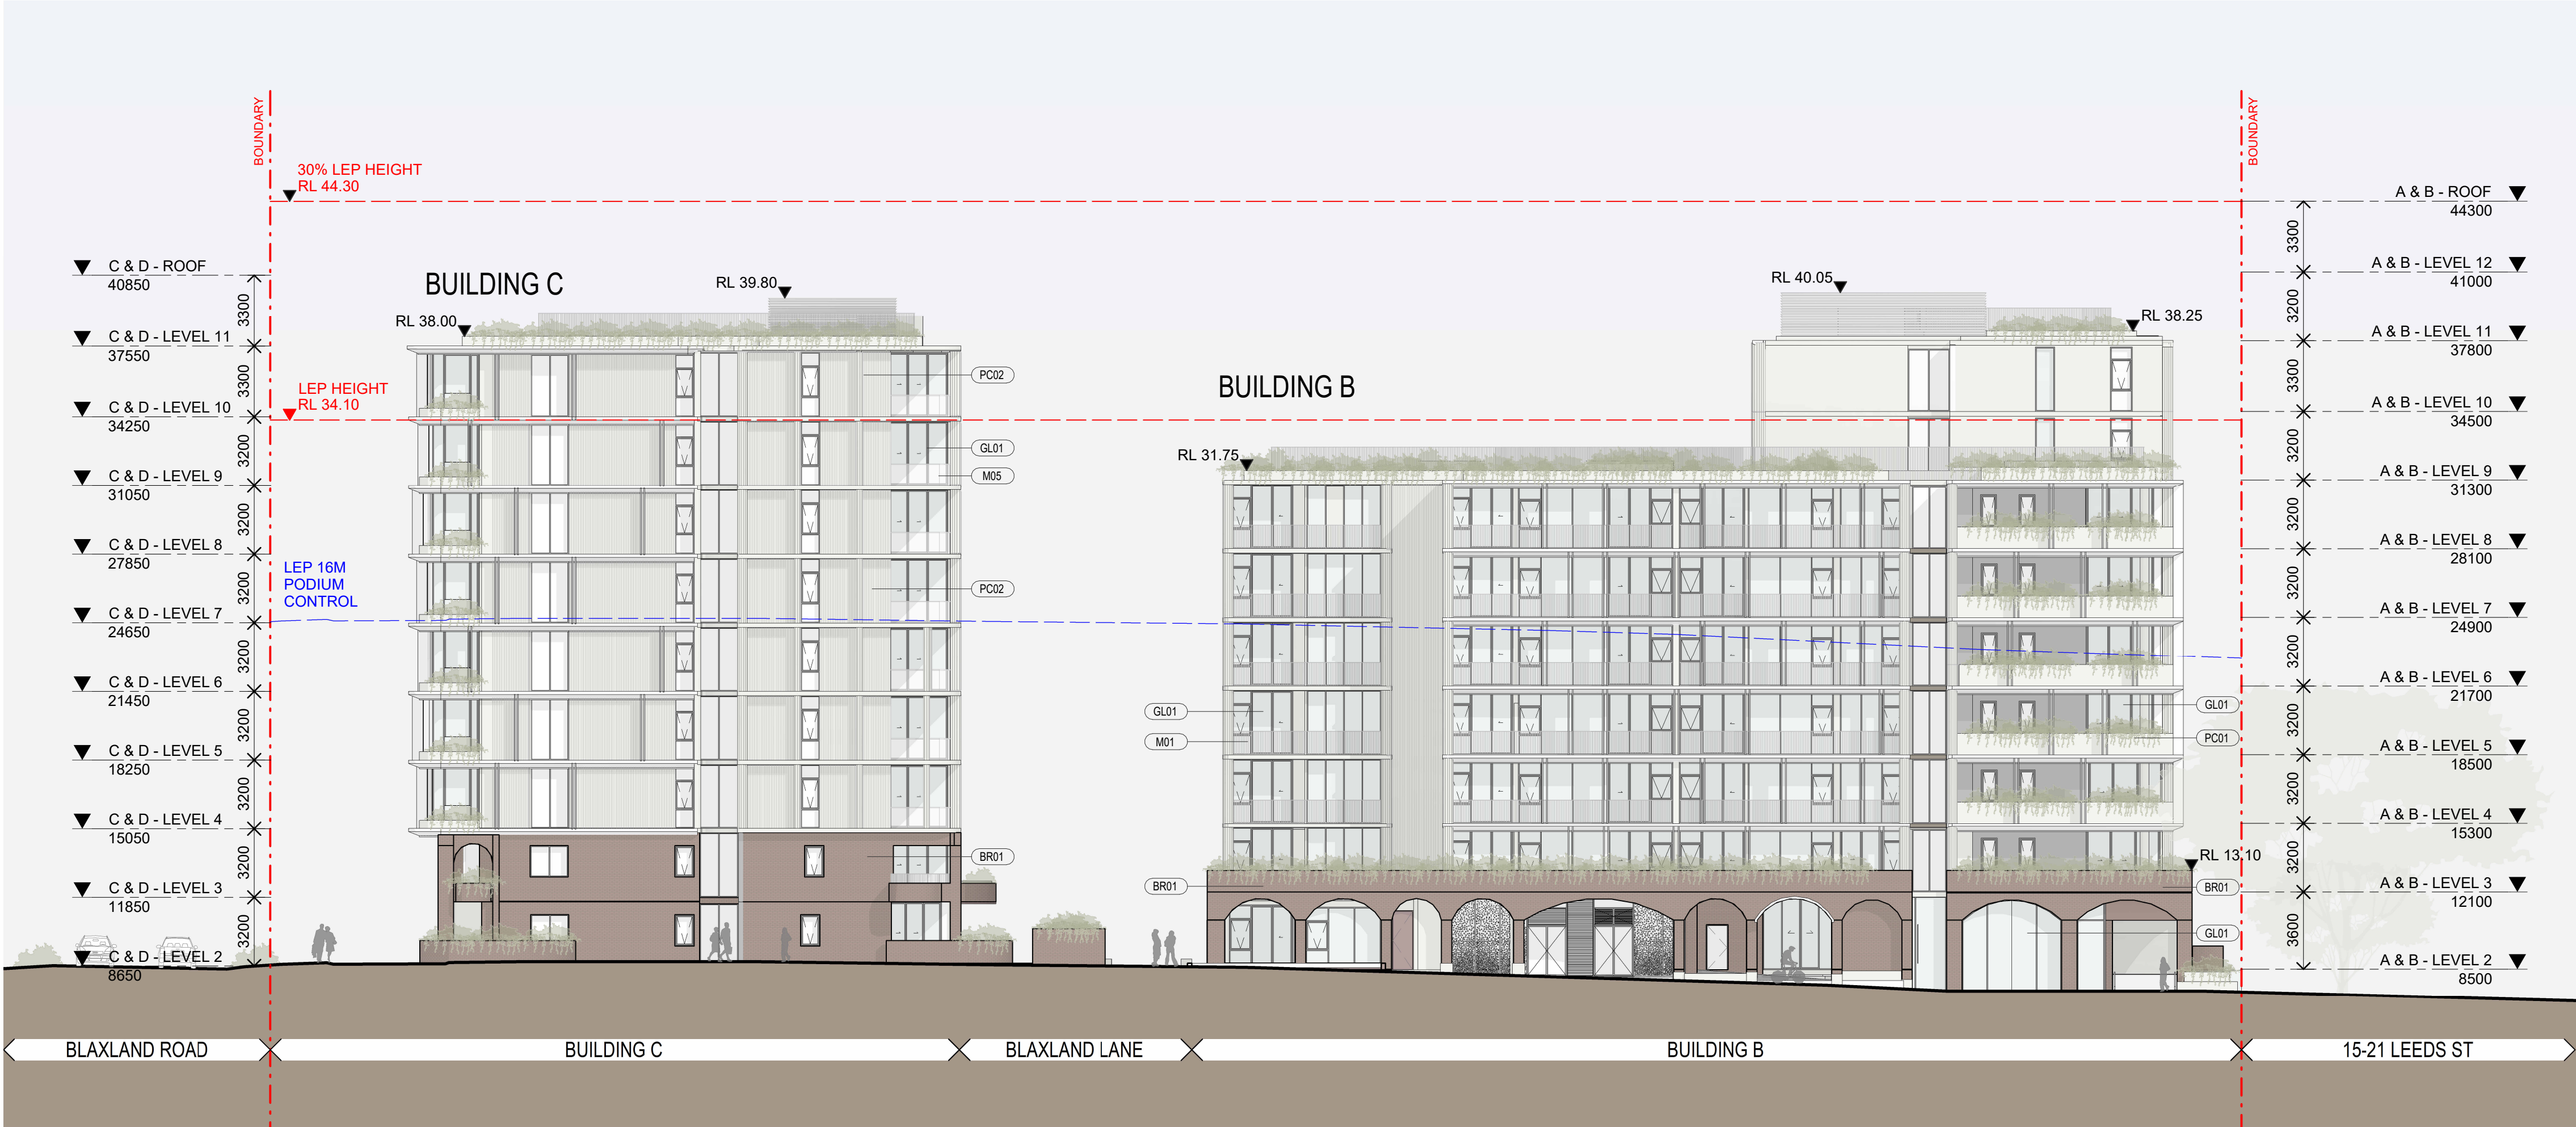 BOUNDARY
BOUNDARY
30% LEP HEIGHT
RL 44.30
A & B - ROOF
44300
3300
C & D - ROOF
40850
BUILDING C
RL 39.80
RL 40.05
A & B - LEVEL 12
41000
3300
3200
RL 38.00
RL 38.25
C & D - LEVEL 11
37550
A & B - LEVEL 11
37800
3300
PC02
BUILDING B
3300
LEP HEIGHT
RL 34.10
C & D - LEVEL 10
34250
A & B - LEVEL 10
34500
3200
GL01
RL 31.75
3200
M05
C & D - LEVEL 9
31050
A & B - LEVEL 9
31300
3200
3200
C & D - LEVEL 8
27850
A & B - LEVEL 8
28100
LEP 16M
PODIUM
CONTROL
3200
PC02
3200
C & D - LEVEL 7
24650
A & B - LEVEL 7
24900
3200
3200
C & D - LEVEL 6
21450
A & B - LEVEL 6
21700
3200
GL01
GL01
3200
M01
PC01
C & D - LEVEL 5
18250
A & B - LEVEL 5
18500
3200
3200
C & D - LEVEL 4
15050
A & B - LEVEL 4
15300
3200
BR01
RL 13.10
3200
C & D - LEVEL 3
11850
BR01
BR01
A & B - LEVEL 3
12100
3200
GL01
3600
C & D - LEVEL 2
8650
A & B - LEVEL 2
8500
BLAXLAND ROAD
BUILDING C
BLAXLAND LANE
BUILDING B
15-21 LEEDS ST